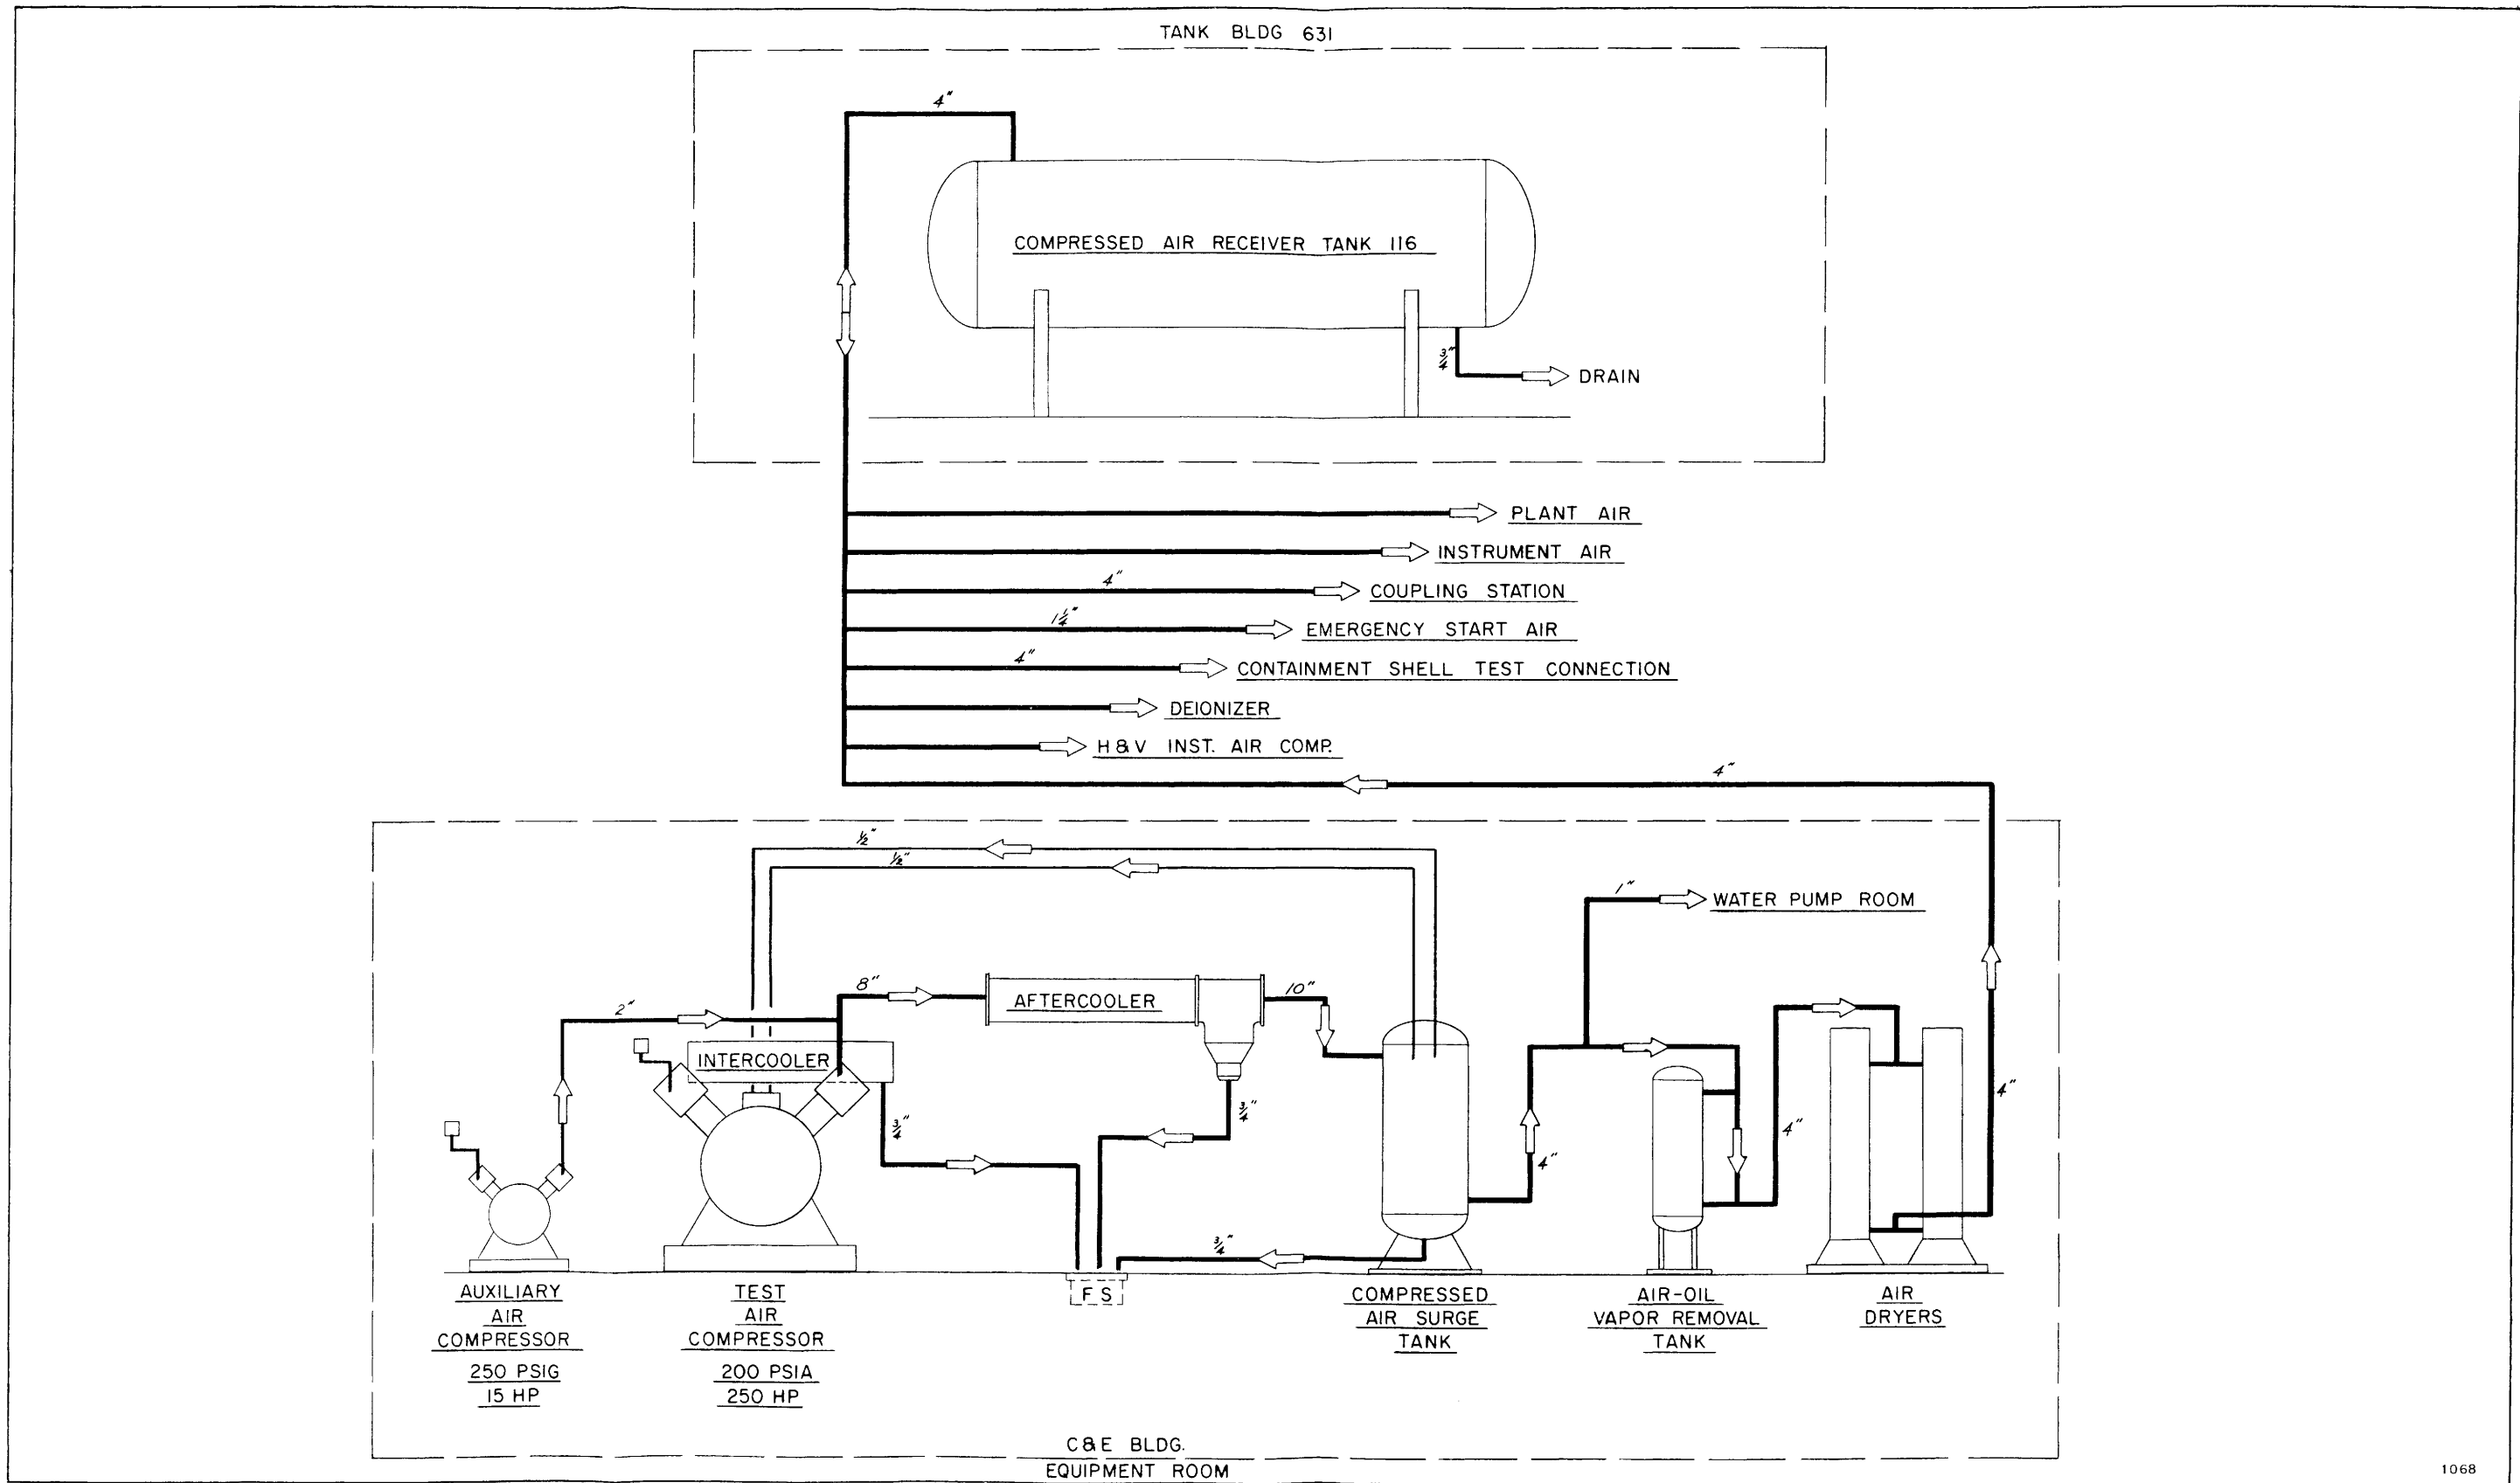 TANK BLDG 631
4"
COMPRESSED AIR RECEIVER TANK 116
3/4"
DRAIN
PLANT AIR
INSTRUMENT AIR
4"
COUPLING STATION
1 1/4"
EMERGENCY START AIR
4"
CONTAINMENT SHELL TEST CONNECTION
DEIONIZER
H&V INST. AIR COMP.
4"
1/2"
1/2"
1"
WATER PUMP ROOM
8"
AFTERCOOLER
10"
2"
INTERCOOLER
3/4"
3/4"
4"
4"
4"
3/4"
F S
AUXILIARY
AIR
COMPRESSOR
250 PSIG
15 HP
TEST
AIR
COMPRESSOR
200 PSIA
250 HP
COMPRESSED
AIR SURGE
TANK
AIR-OIL
VAPOR REMOVAL
TANK
AIR
DRYERS
C&E BLDG.
EQUIPMENT ROOM
1068